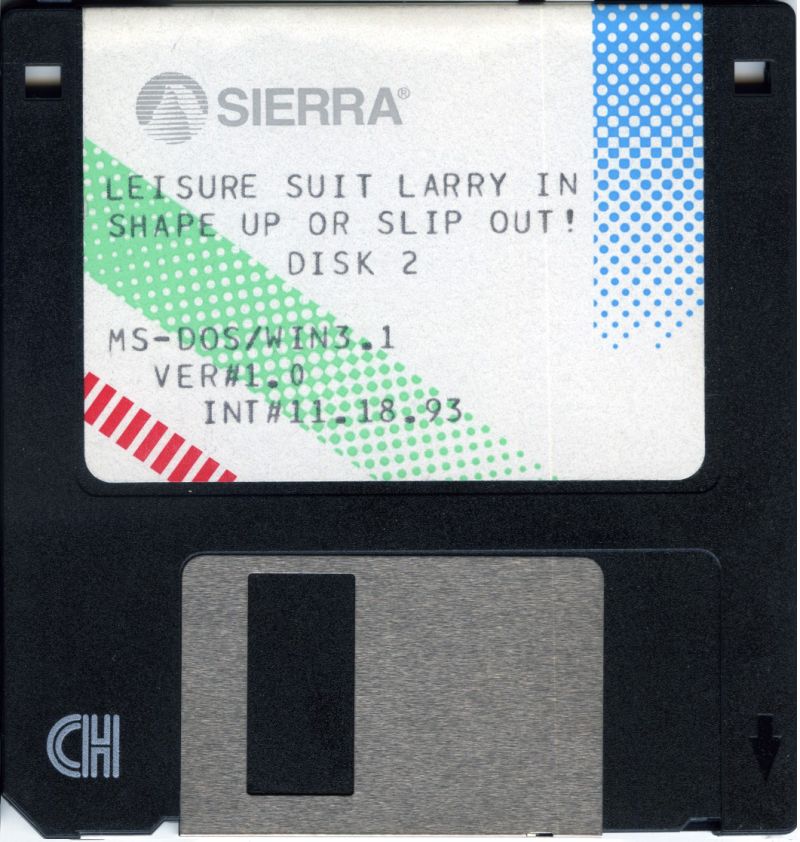 SIERRA®
LEISURE SUIT LARRY IN
SHAPE UP OR SLIP OUT!
DISK 2
MS-DOS/WIN3.1
VER#1.0
INT#11.18.93
CH